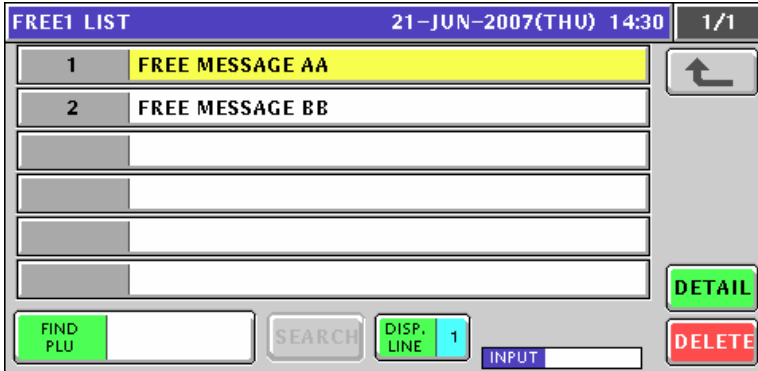 FREE1 LIST 21-JUN-2007(THU) 14:30 1/1
1 FREE MESSAGE AA
2 FREE MESSAGE BB
DETAIL
FIND PLU
SEARCH
DISP. LINE 1
INPUT
DELETE